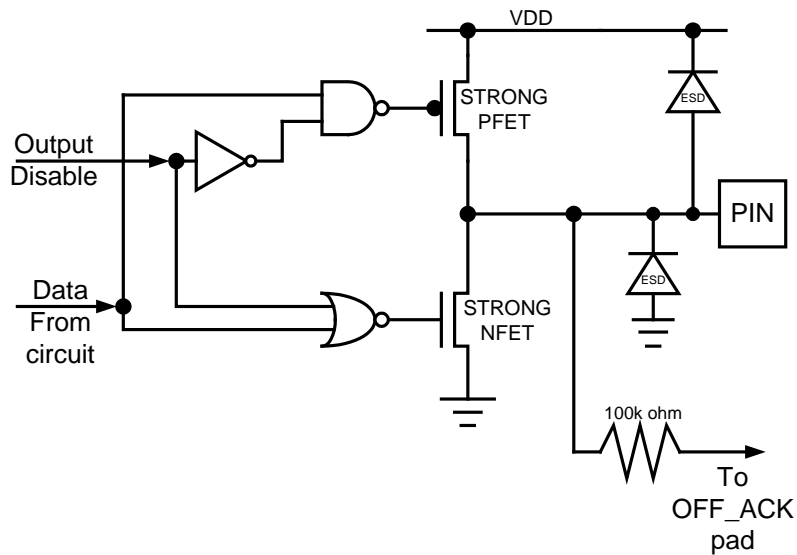 VDD
ESD
STRONG
PFET
Output
Disable
PIN
Data
From
circuit
ESD
STRONG
NFET
100k ohm
To
OFF_ACK
pad